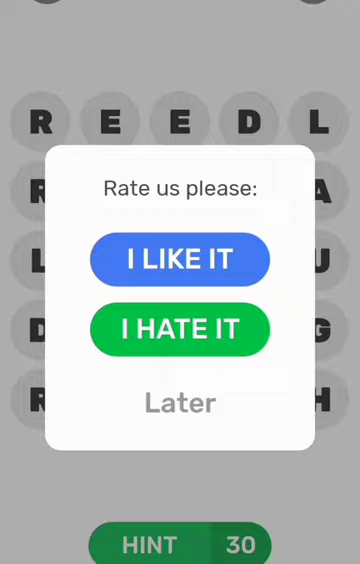 R E E D L
Rate us please:
R A
I LIKE IT
L U
I HATE IT
D G
Later
R H
HINT 30